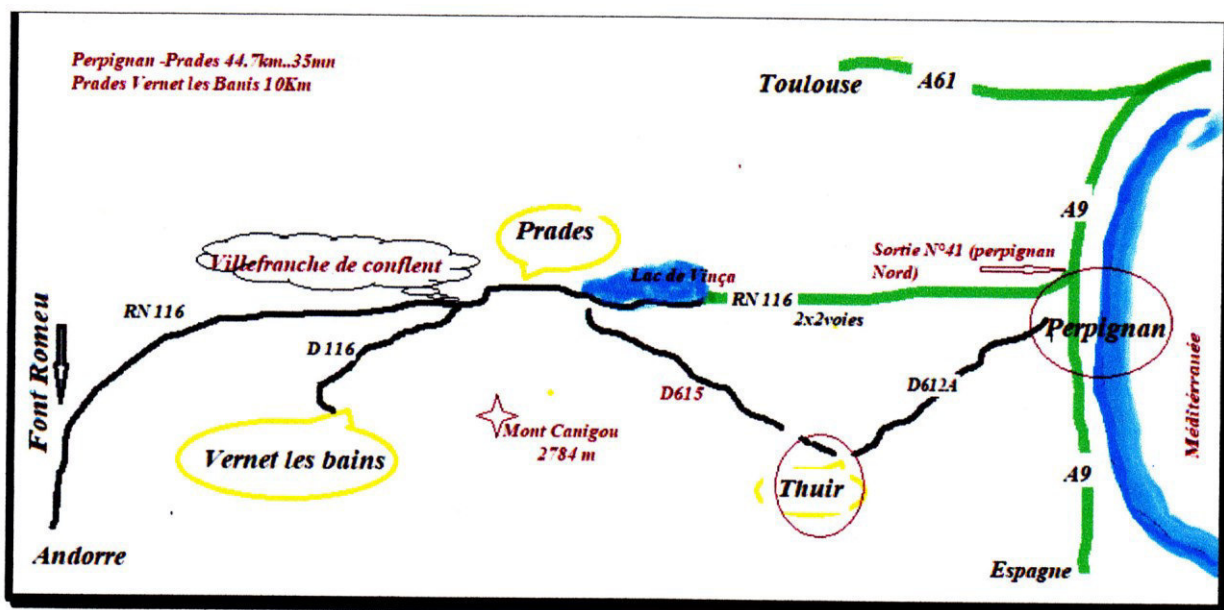 Perpignan -Prades 44.7km..35mn
Prades Vernet les Banis 10Km
Toulouse
A61
A9
Prades
Sortie N°41 (perpignan
Nord)
Villefranche de conflent
Lac de Vinça
RN 116
RN 116
2x2voies
Perpignan
D 116
Font Romeu
D615
D612A
Méditérranée
Mont Canigou
2784 m
Vernet les bains
Thuir
A9
Andorre
Espagne